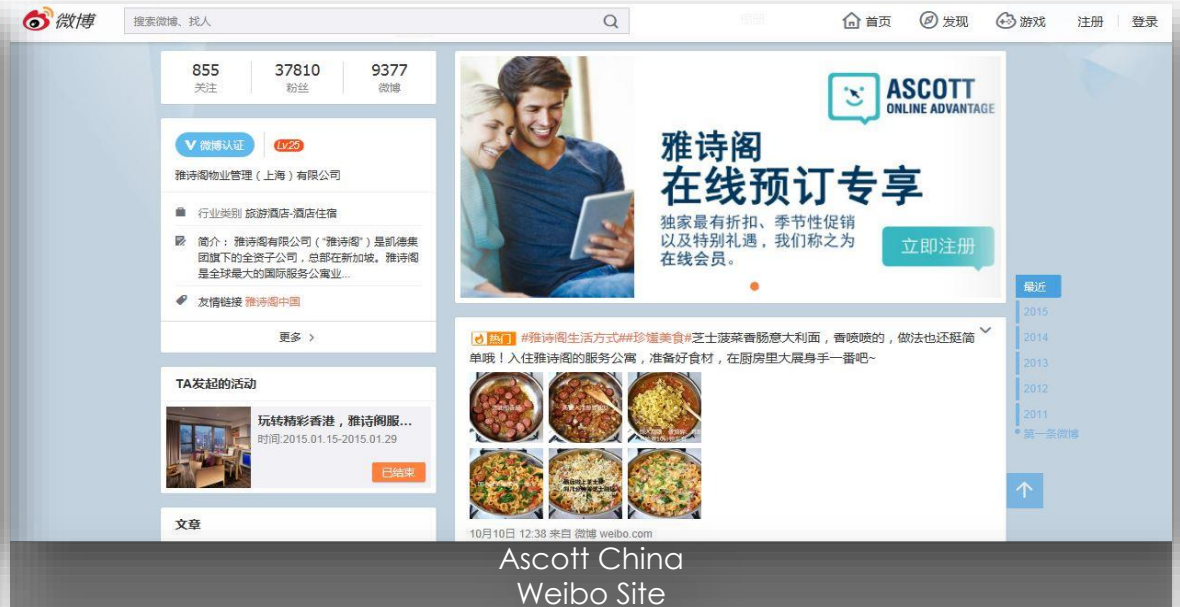 微博
搜索微博、找人
首页
发现
游戏
注册
登录
855
37810
9377
关注
粉丝
微博
V 微博认证
Lv25
雅诗阁物业管理（上海）有限公司
行业类别 旅游酒店-酒店住宿
简介： 雅诗阁有限公司（“雅诗阁”）是凯德集
团旗下的全资子公司，总部在新加坡。雅诗阁
是全球最大的国际服务公寓业...
友情链接 雅诗阁中国
更多 >
TA发起的活动
玩转精彩香港，雅诗阁服...
时间:2015.01.15-2015.01.29
已结束
文章
ASCOTT
ONLINE ADVANTAGE
雅诗阁
在线预订专享
独家最有折扣、季节性促销
以及特别礼遇，我们称之为
在线会员。
立即注册
热门 #雅诗阁生活方式##珍馐美食#芝士菠菜香肠意大利面，香喷喷的，做法也还挺简
单哦！入住雅诗阁的服务公寓，准备好食材，在厨房里大展身手一番吧~
10月10日 12:38 来自 微博 weibo.com
最近
2015
2014
2013
2012
2011
第一条微博
Ascott China
Weibo Site